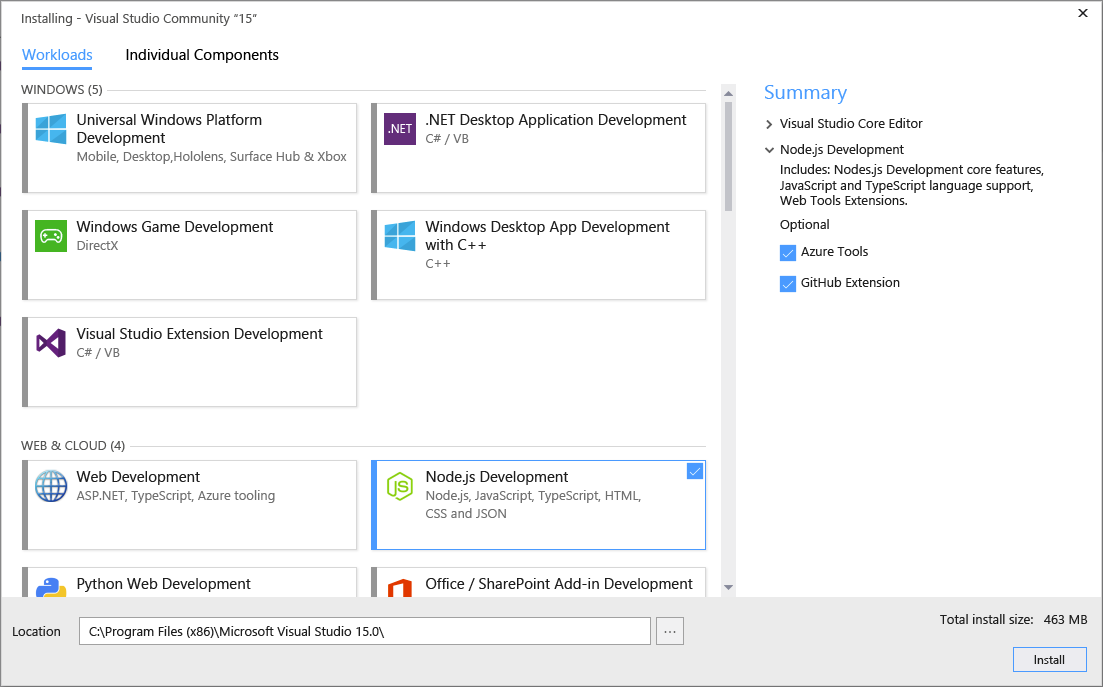 Installing - Visual Studio Community "15"
Workloads
Individual Components
WINDOWS (5)
Universal Windows Platform
Development
Mobile, Desktop,Hololens, Surface Hub & Xbox
.NET
.NET Desktop Application Development
C# / VB
Windows Game Development
DirectX
Windows Desktop App Development
with C++
C++
Visual Studio Extension Development
C# / VB
WEB & CLOUD (4)
Web Development
ASP.NET, TypeScript, Azure tooling
JS
Node.js Development
Node.js, JavaScript, TypeScript, HTML,
CSS and JSON
Python Web Development
Office / SharePoint Add-in Development
Summary
Visual Studio Core Editor
Node.js Development
Includes: Nodes.js Development core features,
JavaScript and TypeScript language support,
Web Tools Extensions.
Optional
Azure Tools
GitHub Extension
Location
C:\Program Files (x86)\Microsoft Visual Studio 15.0\
...
Total install size: 463 MB
Install